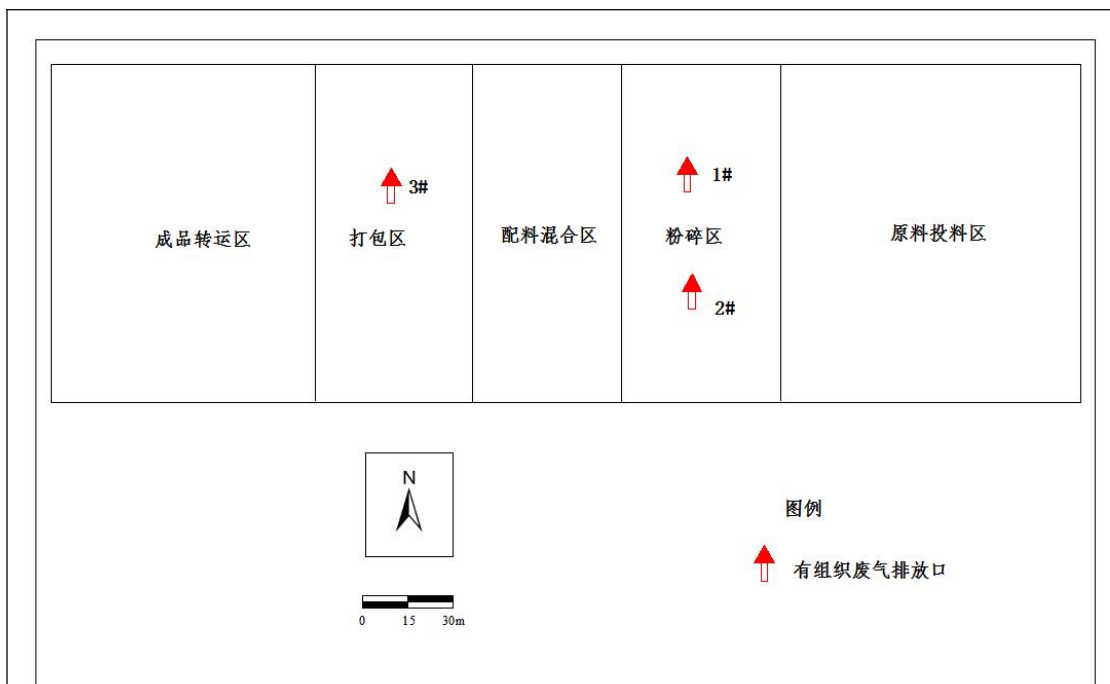 3#
1#
成品转运区
打包区
配料混合区
粉碎区
原料投料区
2#
N
图例
有组织废气排放口
0 15 30m